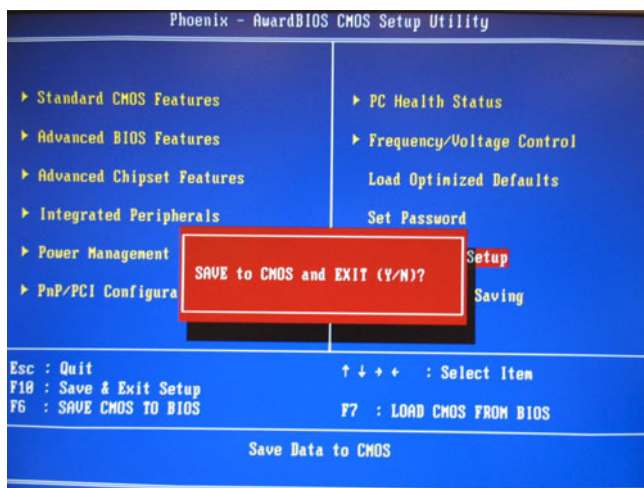 Phoenix - AwardBIOS CMOS Setup Utility
▶ Standard CMOS Features
▶ Advanced BIOS Features
▶ Advanced Chipset Features
▶ Integrated Peripherals
▶ Power Management
▶ PnP/PCI Configura
▶ PC Health Status
▶ Frequency/Voltage Control
Load Optimized Defaults
Set Password
Setup
Saving
SAVE to CMOS and EXIT (Y/N)?
Esc : Quit
F10 : Save & Exit Setup
F6 : SAVE CMOS TO BIOS
↑ ↓ → ← : Select Item
F7 : LOAD CMOS FROM BIOS
Save Data to CMOS